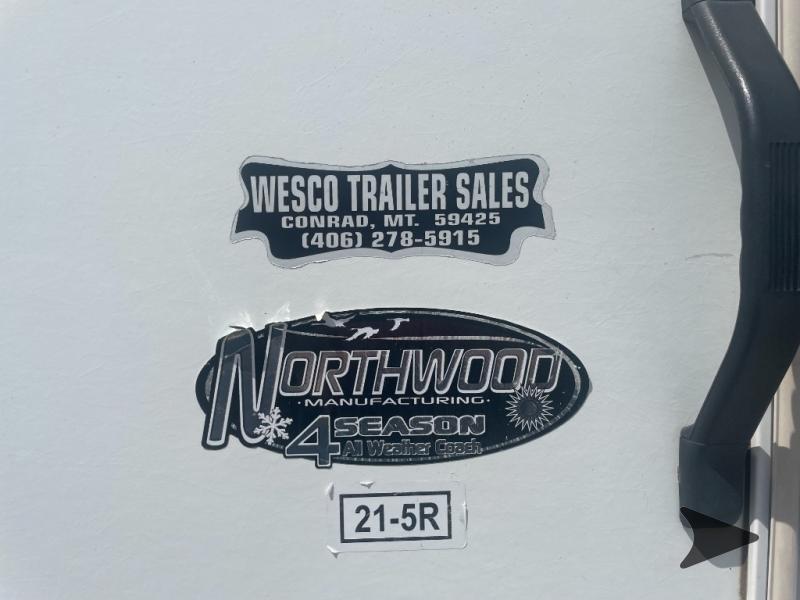 WESCO TRAILER SALES
CONRAD, MT. 59425
(406) 278-5915
NORTHWOOD
·MANUFACTURING·
4 SEASON
All Weather Coach
21-5R